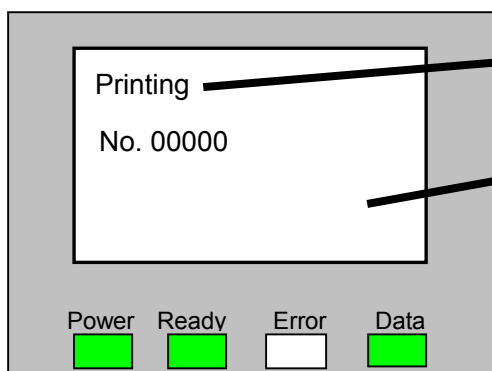 Printing
No. 00000
Power Ready Error Data